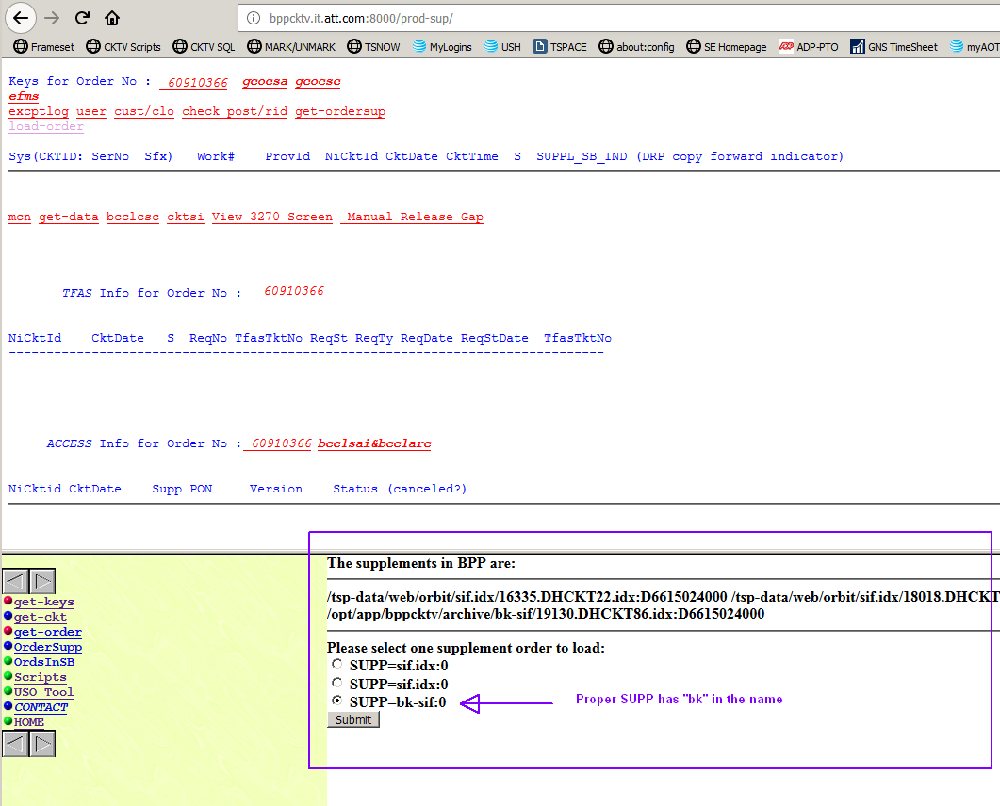 bppcktv.it.att.com:8000/prod-sup/
Frameset CKTV Scripts CKTV SQL MARK/UNMARK TSNOW MyLogins USH TSPACE about:config SE Homepage ADP-PTO GNS TimeSheet myAOT
Keys for Order No : 60910366 gcocsa gcocsc
efms
excptlog user cust/clo check post/rid get-ordersup
load-order
Sys(CKTID: SerNo Sfx) Work# ProvId NiCktId CktDate CktTime S SUPPL_SB_IND (DRP copy forward indicator)
mcn get-data bcclcsc cktsi View 3270 Screen Manual Release Gap
TFAS Info for Order No : 60910366
NiCktId CktDate S ReqNo TfasTktNo ReqSt ReqTy ReqDate ReqStDate TfasTktNo
--------------------------------------------------------------------------------
ACCESS Info for Order No : 60910366 bcclsai&bcclarc
NiCktid CktDate Supp PON Version Status (canceled?)
The supplements in BPP are:
/tsp-data/web/orbit/sif.idx/16335.DHCKT22.idx:D6615024000 /tsp-data/web/orbit/sif.idx/18018.DHCKT
/opt/app/bppcktv/archive/bk-sif/19130.DHCKT86.idx:D6615024000
Please select one supplement order to load:
SUPP=sif.idx:0
SUPP=sif.idx:0
SUPP=bk-sif:0
Proper SUPP has "bk" in the name
Submit
get-keys
get-ckt
get-order
OrderSupp
OrdsInSB
Scripts
USO Tool
CONTACT
HOME